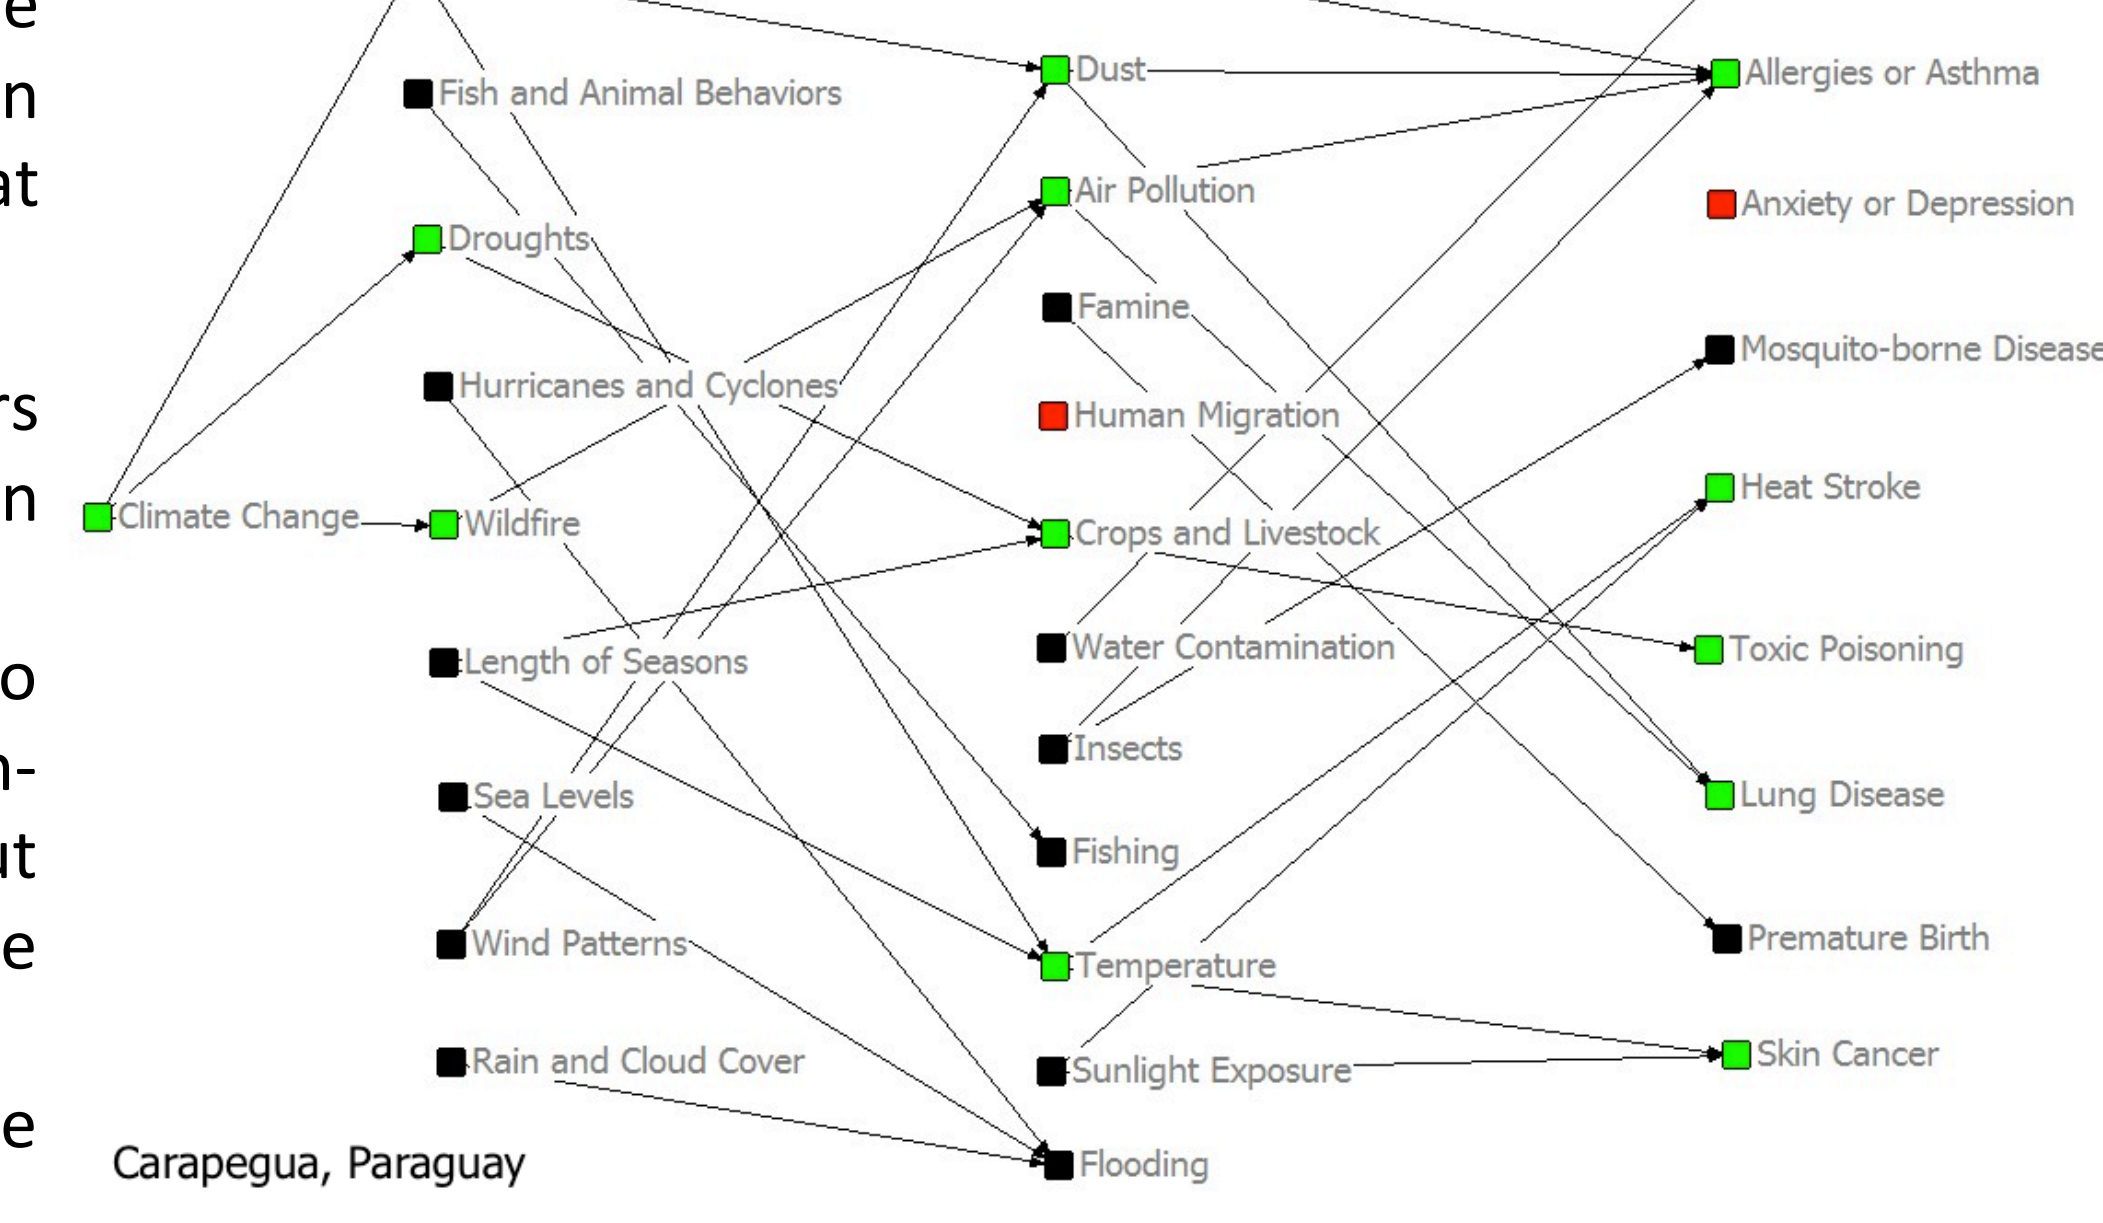 e
n
at
rs
n
o
n-
ut
e
e
Climate Change
Fish and Animal Behaviors
Droughts
Hurricanes and Cyclones
Wildfire
Length of Seasons
Sea Levels
Wind Patterns
Rain and Cloud Cover
Dust
Air Pollution
Famine
Human Migration
Crops and Livestock
Water Contamination
Insects
Fishing
Temperature
Sunlight Exposure
Flooding
Allergies or Asthma
Anxiety or Depression
Mosquito-borne Disease
Heat Stroke
Toxic Poisoning
Lung Disease
Premature Birth
Skin Cancer
Carapegua, Paraguay